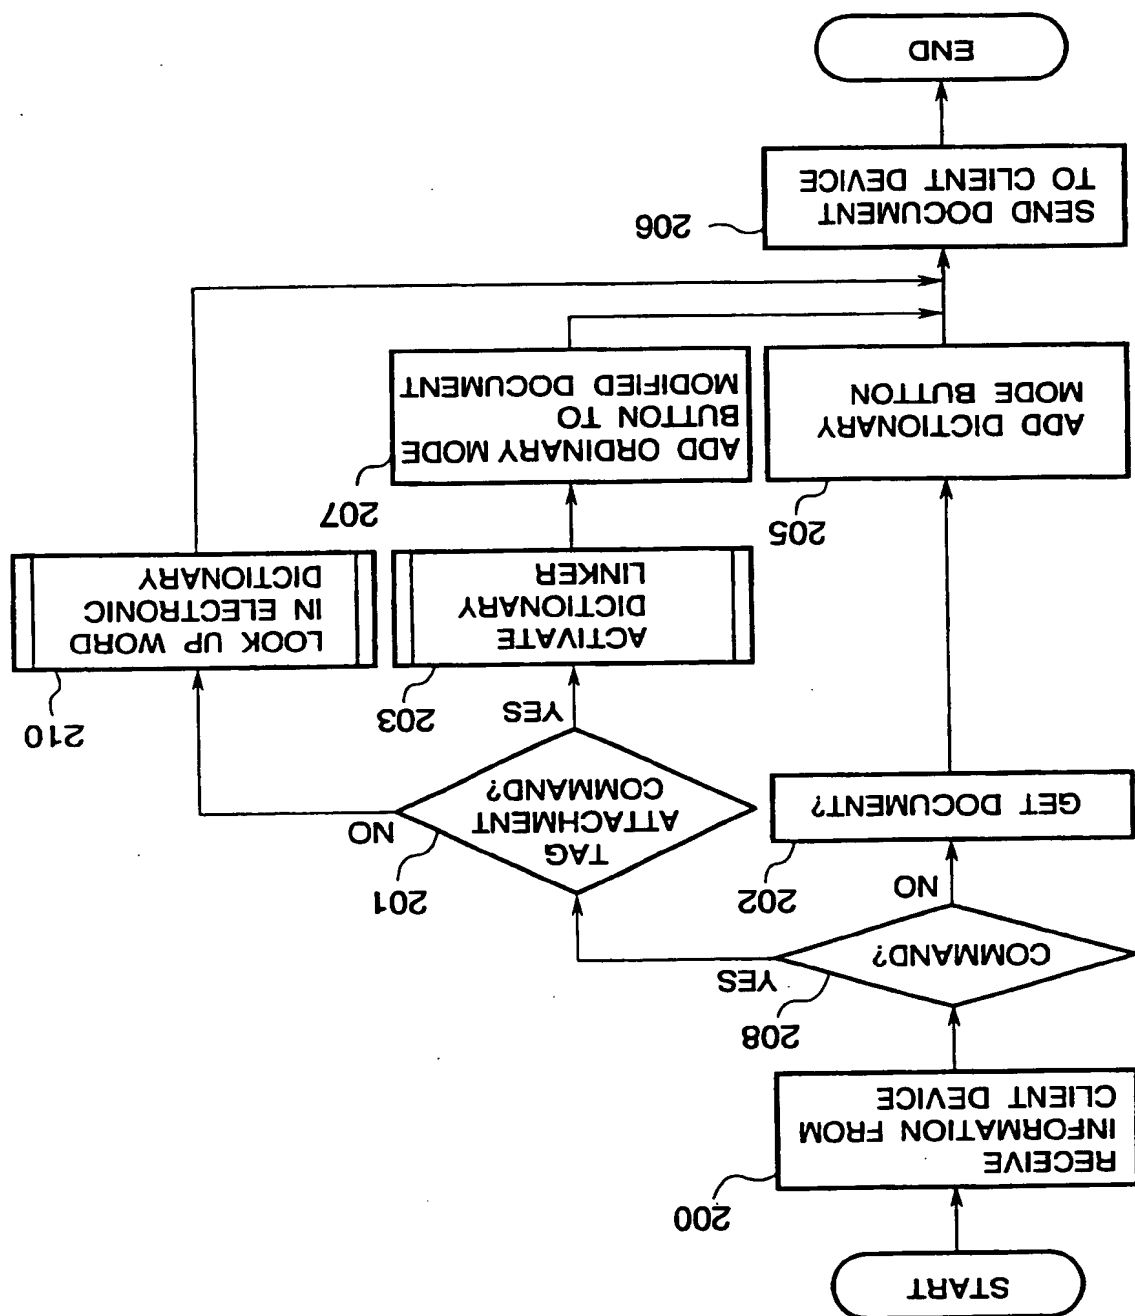 START
200
RECEIVE
INFORMATION FROM
CLIENT DEVICE
208
COMMAND?
YES
NO
202
GET DOCUMENT?
201
TAG
ATTACHMENT
COMMAND?
NO
YES
203
ACTIVATE
DICTIONARY
LINKER
210
LOOK UP WORD
IN ELECTRONIC
DICTIONARY
205
ADD DICTIONARY
MODE BUTTON
207
ADD ORDINARY MODE
BUTTON TO
MODIFIED DOCUMENT
206
SEND DOCUMENT
TO CLIENT DEVICE
END